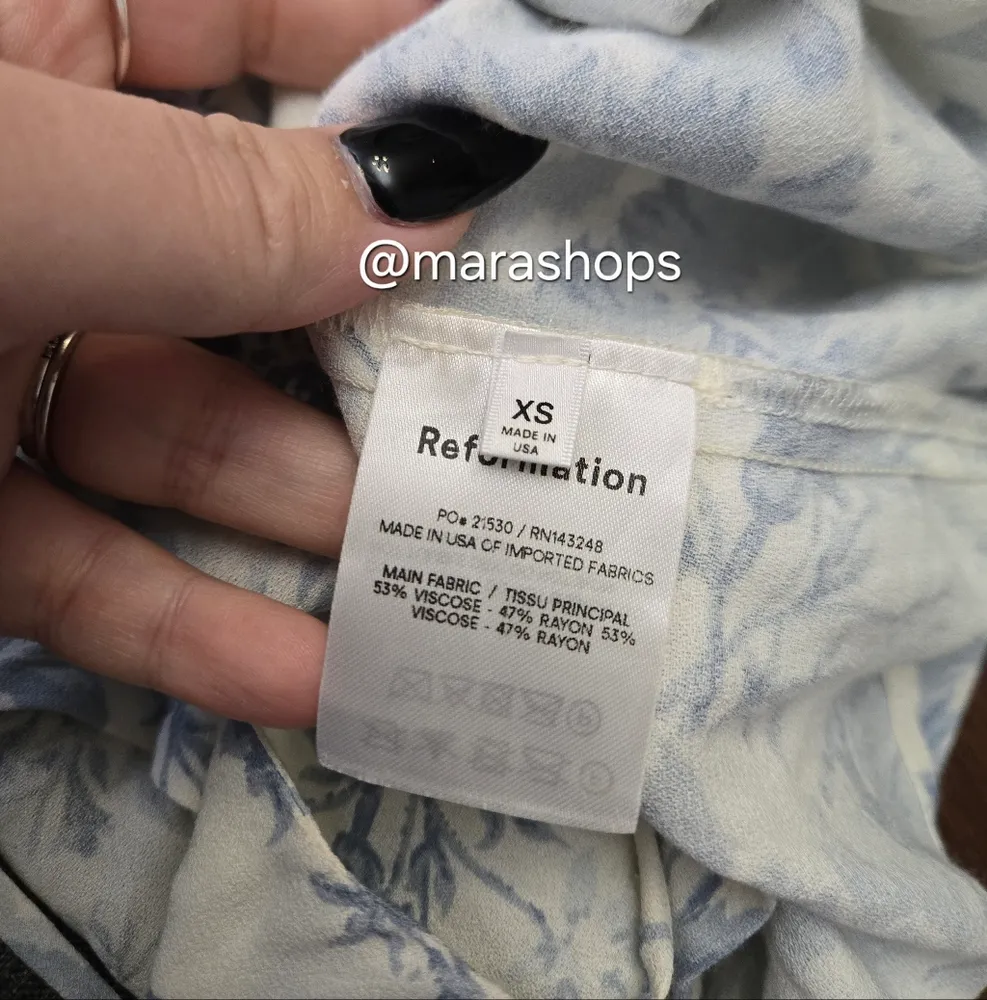 @marashops
XS
MADE IN
USA
Reformation
PO# 21530 / RN143248
MADE IN USA OF IMPORTED FABRICS
MAIN FABRIC / TISSU PRINCIPAL
53% VISCOSE - 47% RAYON 53%
VISCOSE - 47% RAYON